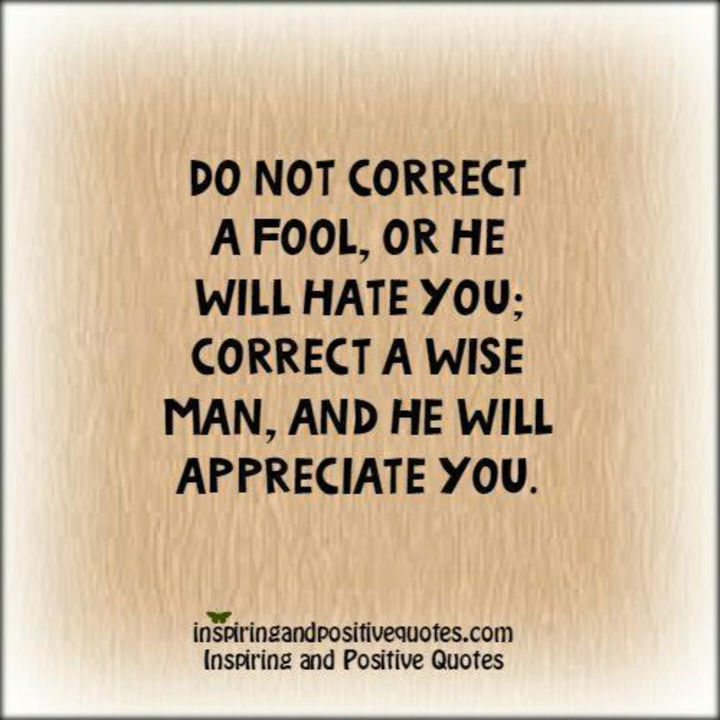 DO NOT CORRECT
A FOOL, OR HE
WILL HATE YOU;
CORRECT A WISE
MAN, AND HE WILL
APPRECIATE YOU.
inspiringandpositivequotes.com
Inspiring and Positive Quotes